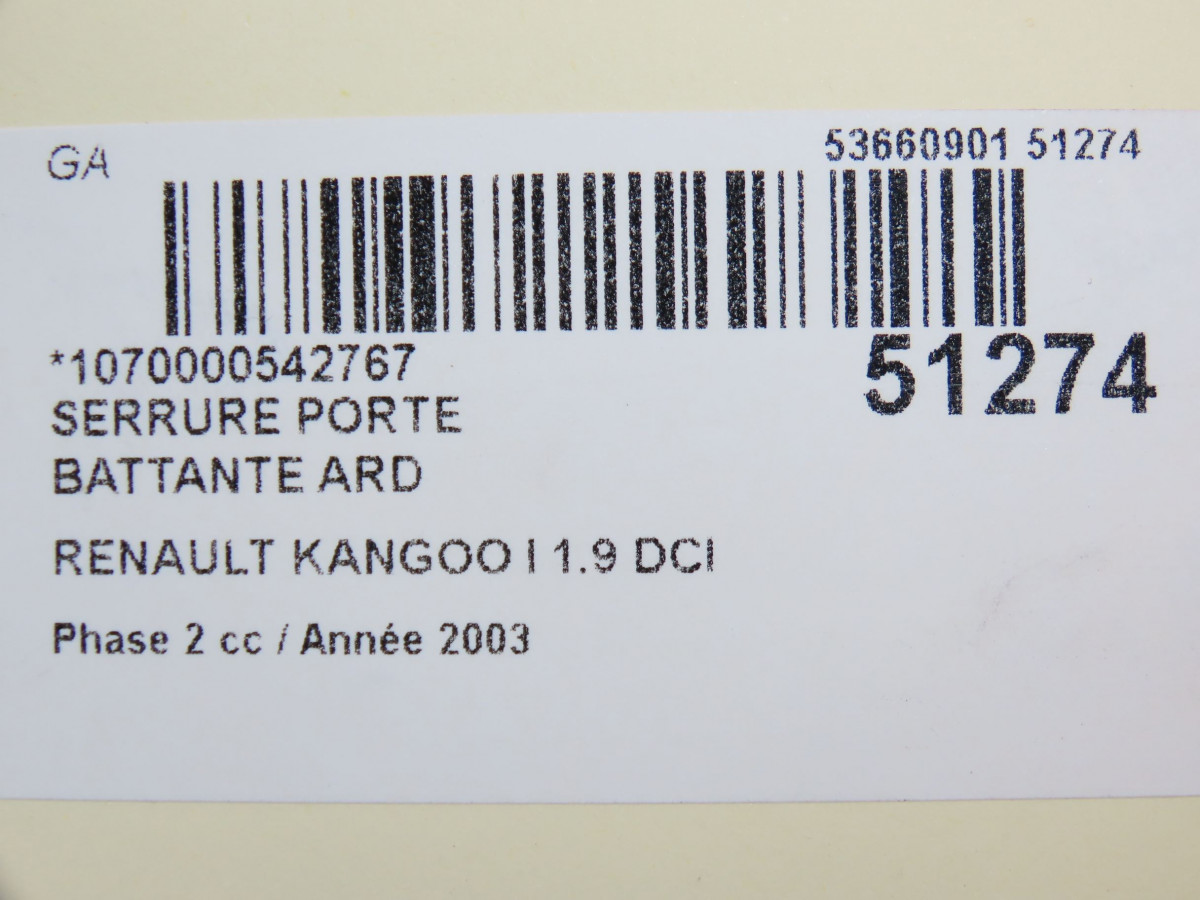 GA
53660901 51274
*1070000542767
51274
SERRURE PORTE
BATTANTE ARD
RENAULT KANGOO I 1.9 DCI
Phase 2 cc / Année 2003